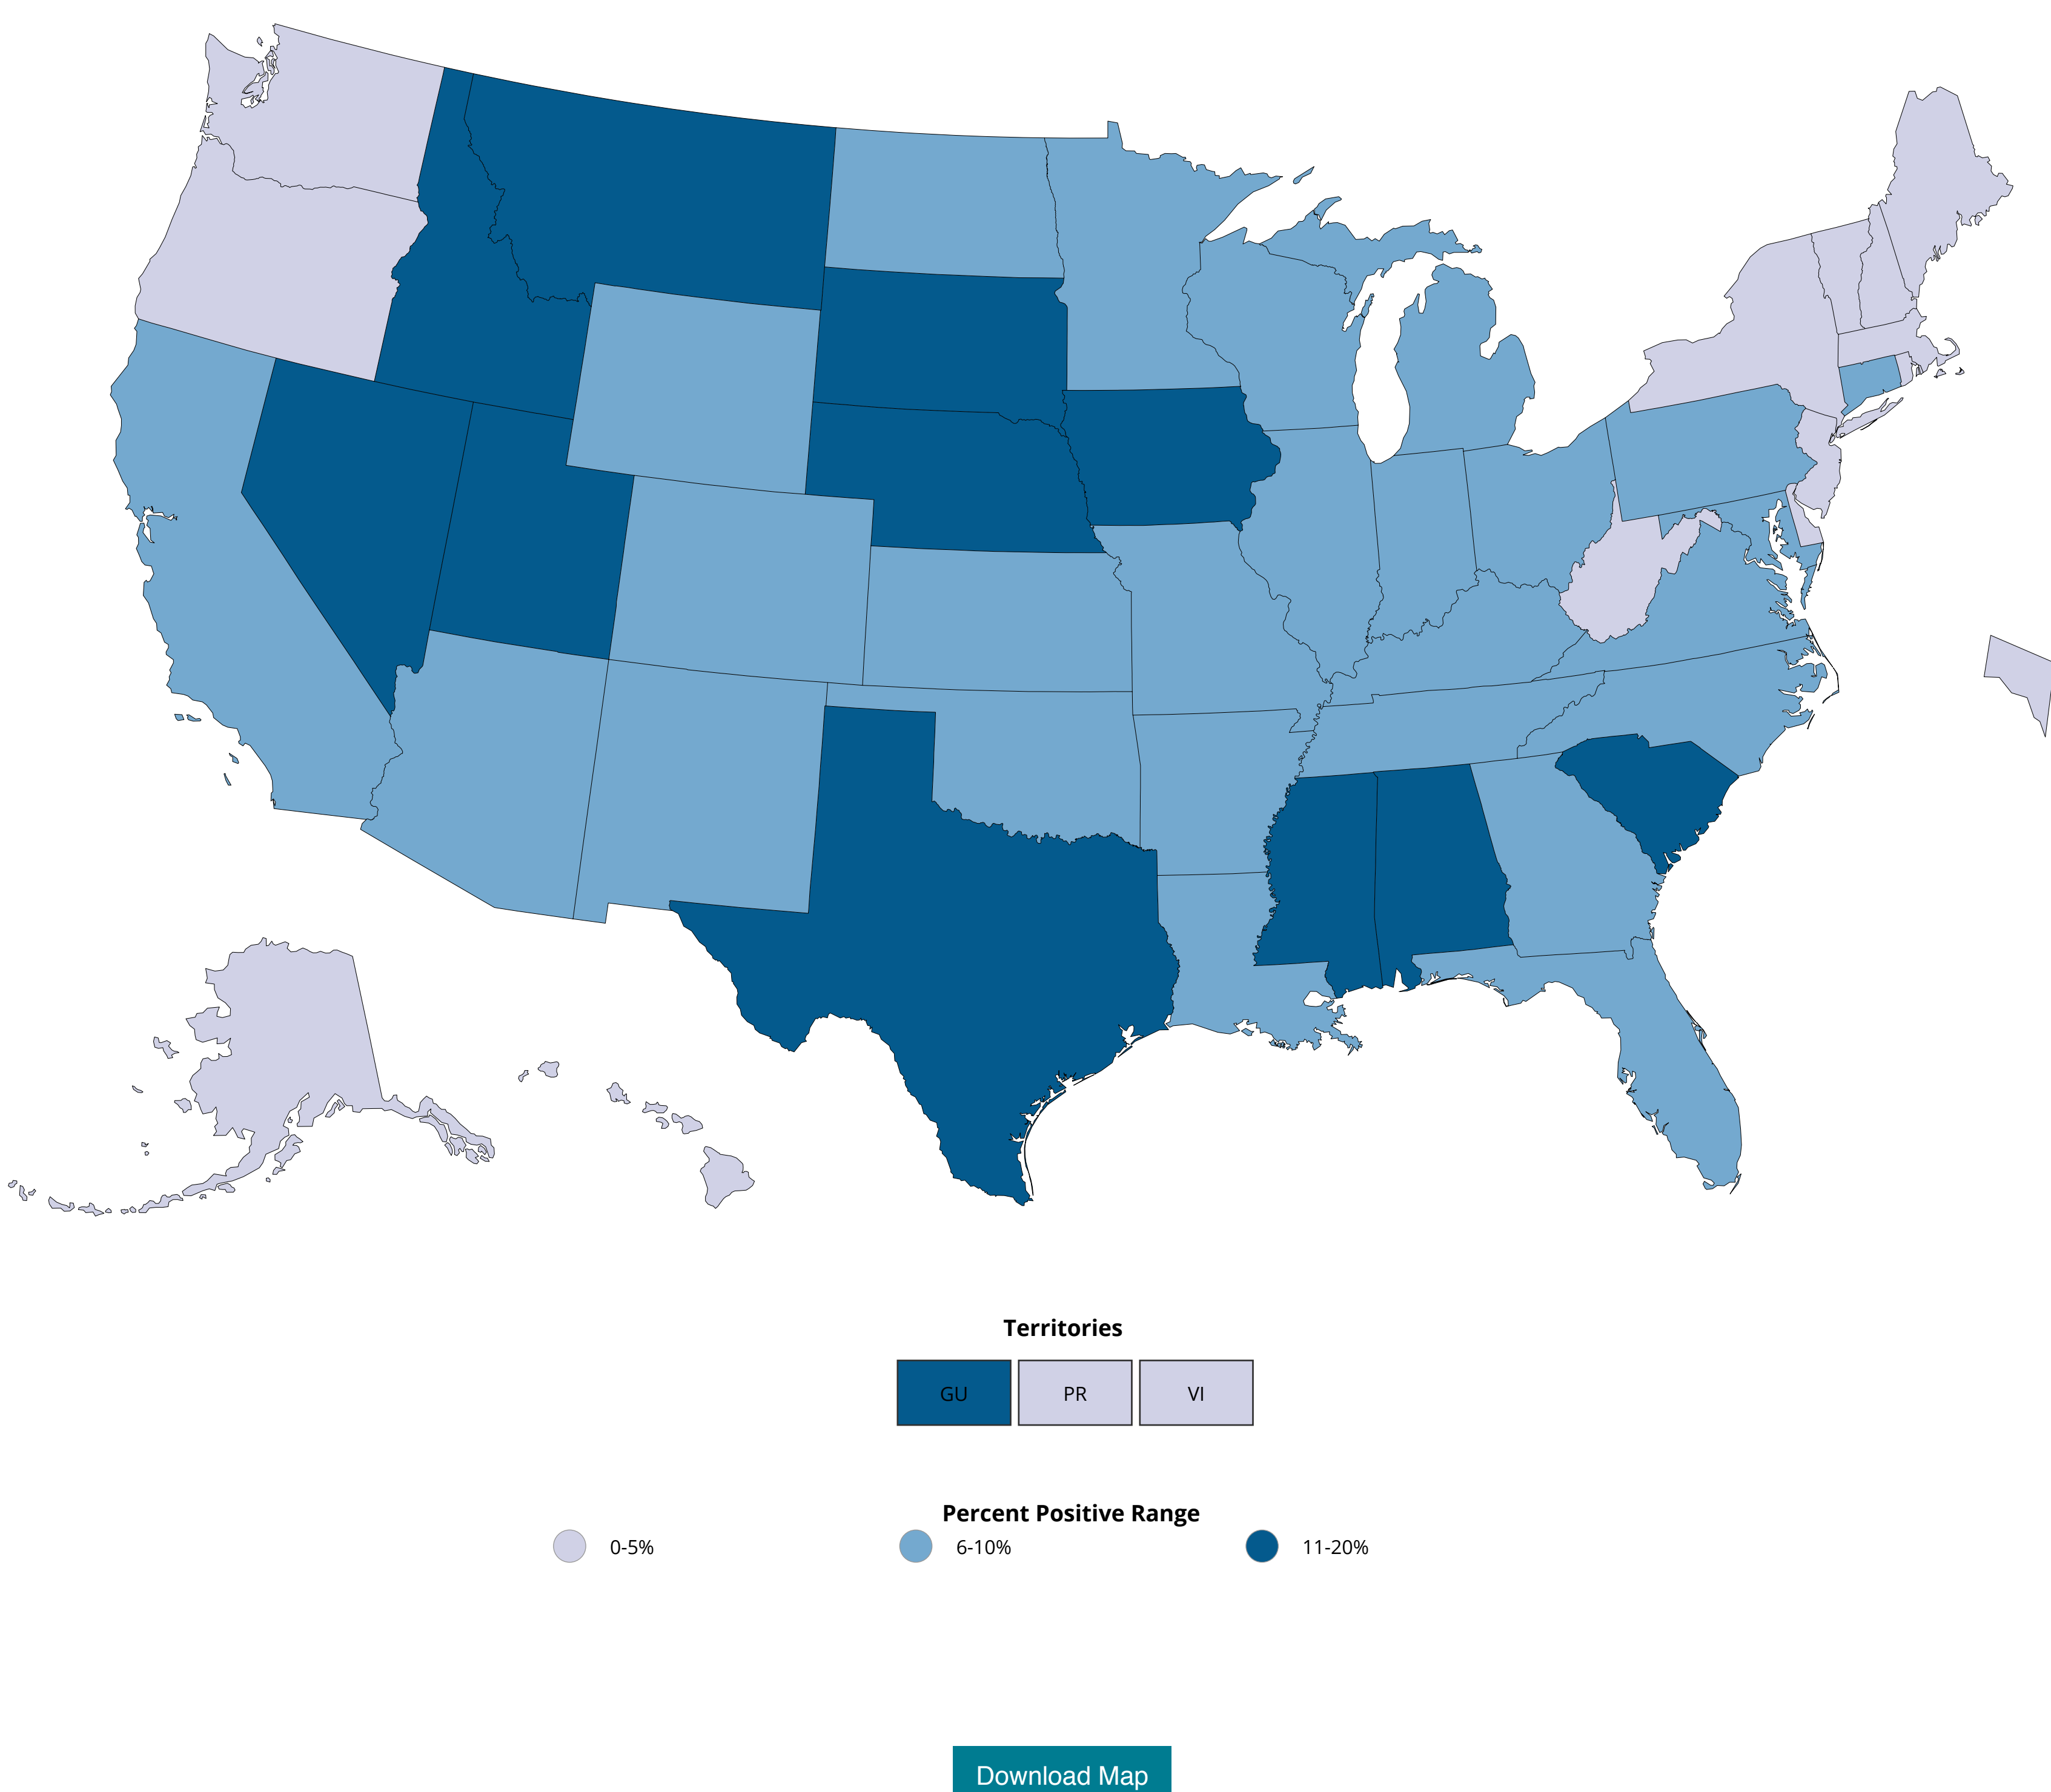 Territories
GU PR VI
Percent Positive Range
0-5% 6-10% 11-20%
Download Map